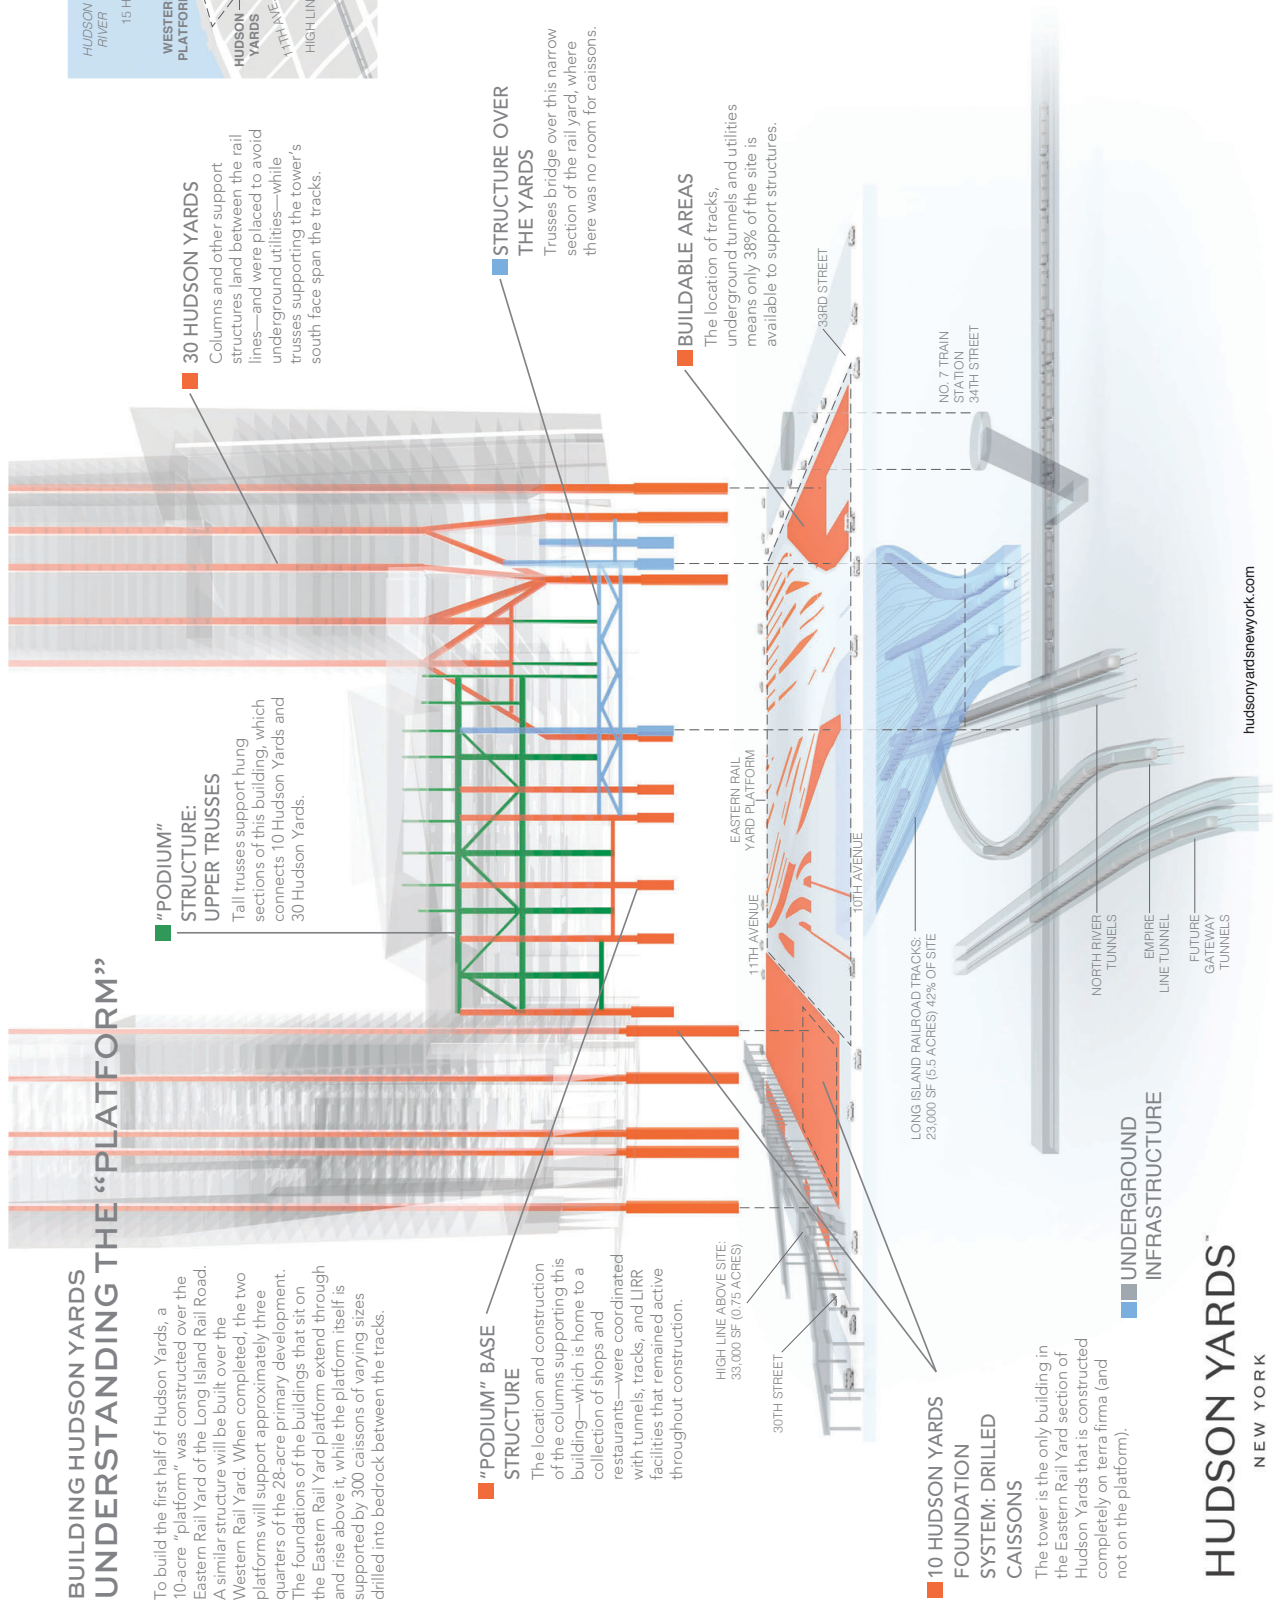 BUILDING HUDSON YARDS
UNDERSTANDING THE “PLATFORM”
To build the first half of Hudson Yards, a
10-acre “platform” was constructed over the
Eastern Rail Yard of the Long Island Rail Road.
A similar structure will be built over the
Western Rail Yard. When completed, the two
platforms will support approximately three
quarters of the 28-acre primary development.
The foundations of the buildings that sit on
the Eastern Rail Yard platform extend through
and rise above it, while the platform itself is
supported by 300 caissons of varying sizes
drilled into bedrock between the tracks.
“PODIUM”
STRUCTURE:
UPPER TRUSSES
Tall trusses support hung
sections of this building, which
connects 10 Hudson Yards and
30 Hudson Yards.
30 HUDSON YARDS
Columns and other support
structures land between the rail
lines—and were placed to avoid
underground utilities—while
trusses supporting the tower’s
south face span the tracks.
HUDSON
RIVER
15 H
WESTER
PLATFOR
HUDSON
YARDS
11TH AVE
HIGH LIN
STRUCTURE OVER
THE YARDS
Trusses bridge over this narrow
section of the rail yard, where
there was no room for caissons.
“PODIUM” BASE
STRUCTURE
The location and construction
of the columns supporting this
building—which is home to a
collection of shops and
restaurants—were coordinated
with tunnels, tracks, and LIRR
facilities that remained active
throughout construction.
BUILDABLE AREAS
The location of tracks,
underground tunnels and utilities
means only 38% of the site is
available to support structures.
HIGH LINE ABOVE SITE:
33,000 SF (0.75 ACRES)
30TH STREET
11TH AVENUE
EASTERN RAIL
YARD PLATFORM
33RD STREET
10TH AVENUE
NO. 7 TRAIN
STATION
34TH STREET
LONG ISLAND RAILROAD TRACKS:
23,000 SF (5.5 ACRES) 42% OF SITE
10 HUDSON YARDS
FOUNDATION
SYSTEM: DRILLED
CAISSONS
The tower is the only building in
the Eastern Rail Yard section of
Hudson Yards that is constructed
completely on terra firma (and
not on the platform).
UNDERGROUND
INFRASTRUCTURE
NORTH RIVER
TUNNELS
EMPIRE
LINE TUNNEL
FUTURE
GATEWAY
TUNNELS
HUDSON YARDS™
NEW YORK
hudsonyardsnewyork.com